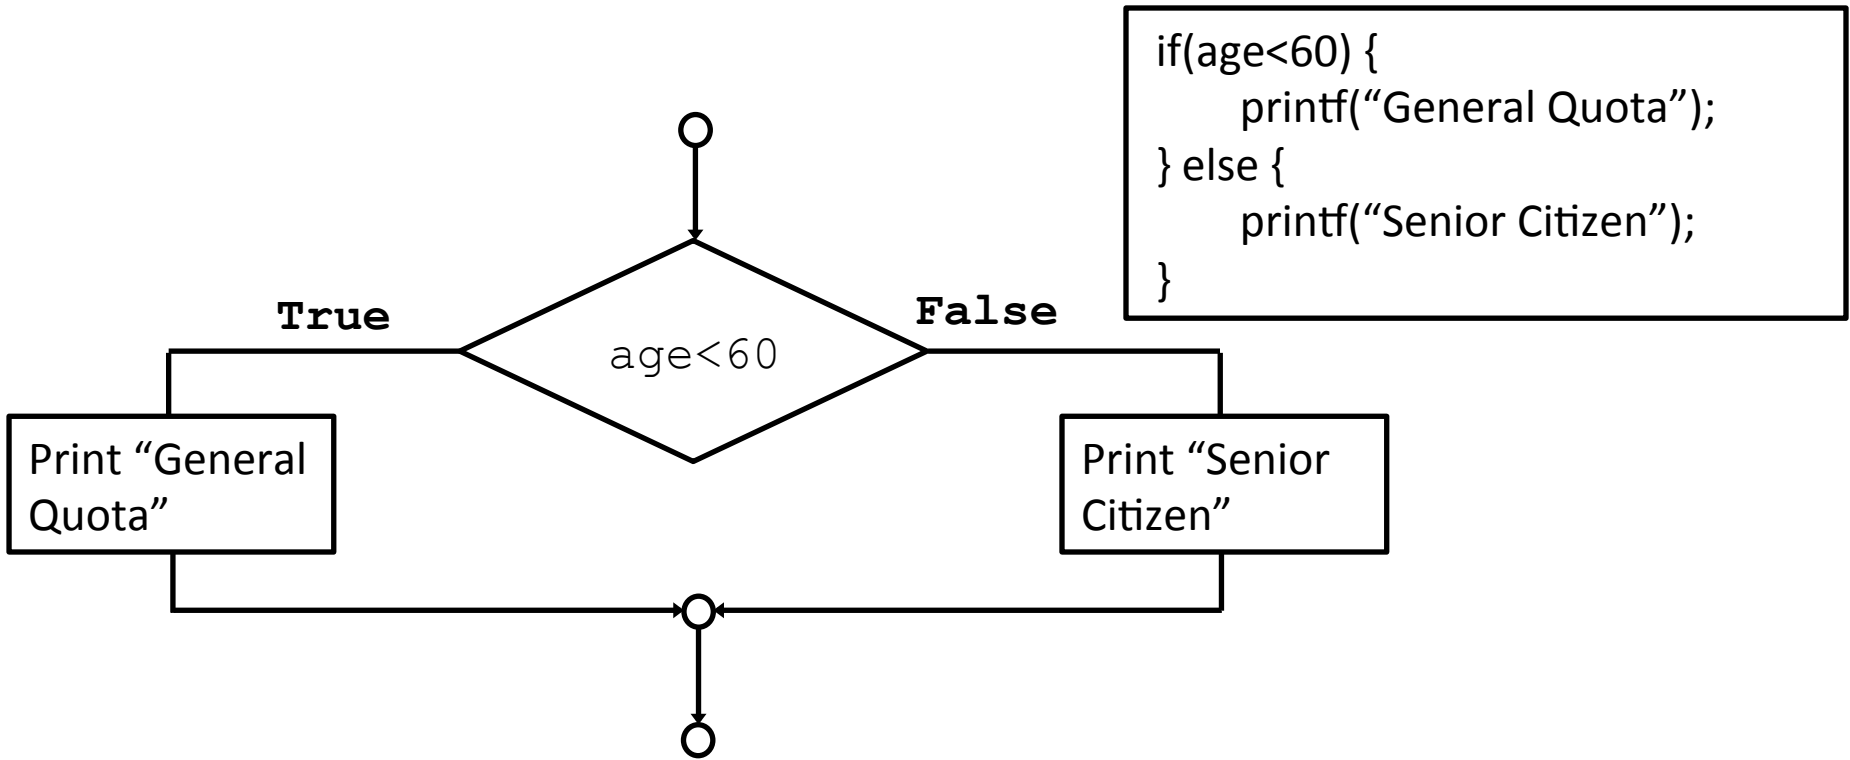 if(age<60) {
printf(“General Quota”);
} else {
printf(“Senior Citizen”);
}
True
False
age<60
Print “General
Quota”
Print “Senior
Citizen”